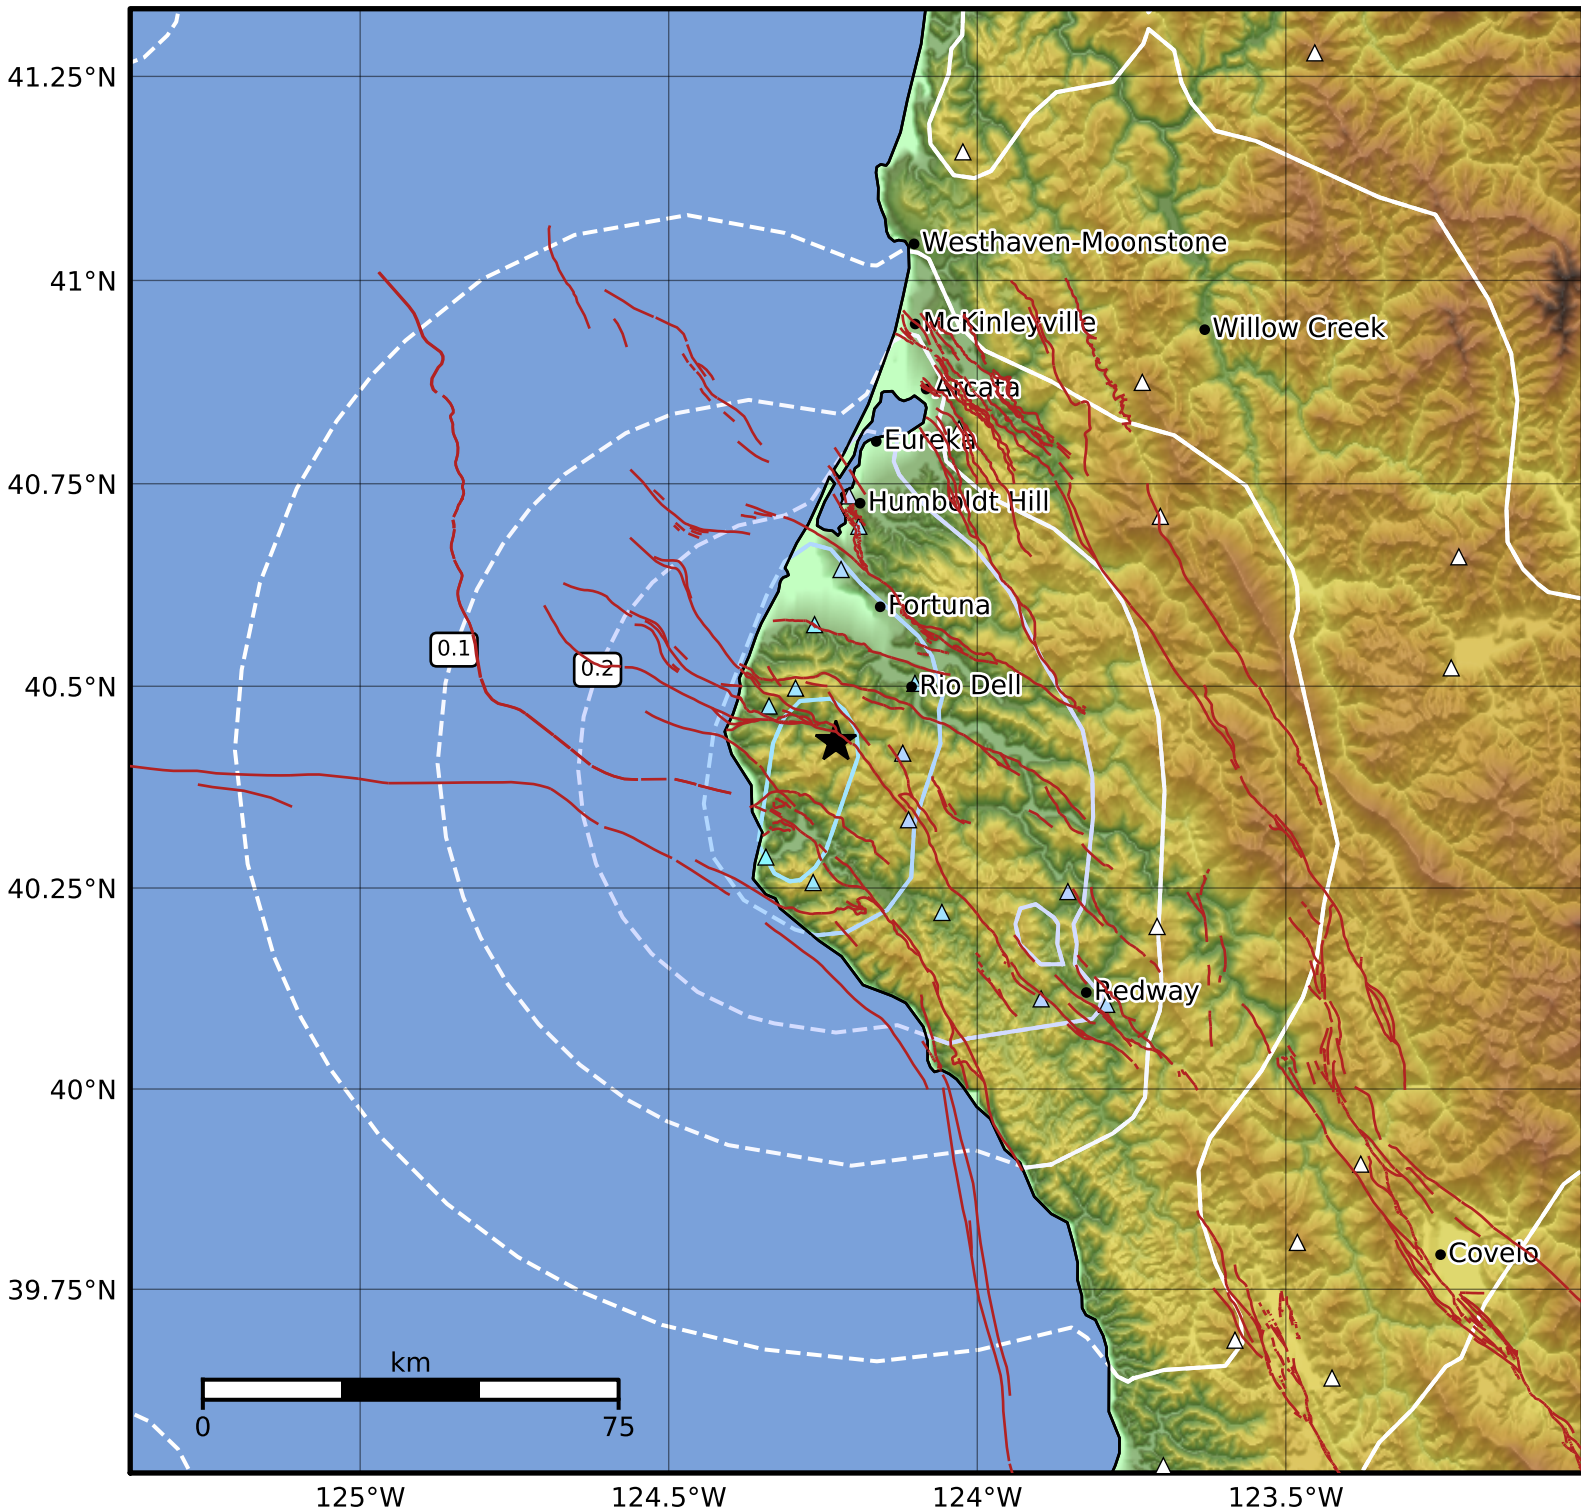 41.25°N
Westhaven-Moonstone
41°N
McKinleyville
Willow Creek
Arcata
Eureka
40.75°N
Humboldt Hill
Fortuna
0.1
0.2
40.5°N
Rio Dell
40.25°N
Redway
40°N
Covelo
39.75°N
km
0
75
125°W
124.5°W
124°W
123.5°W